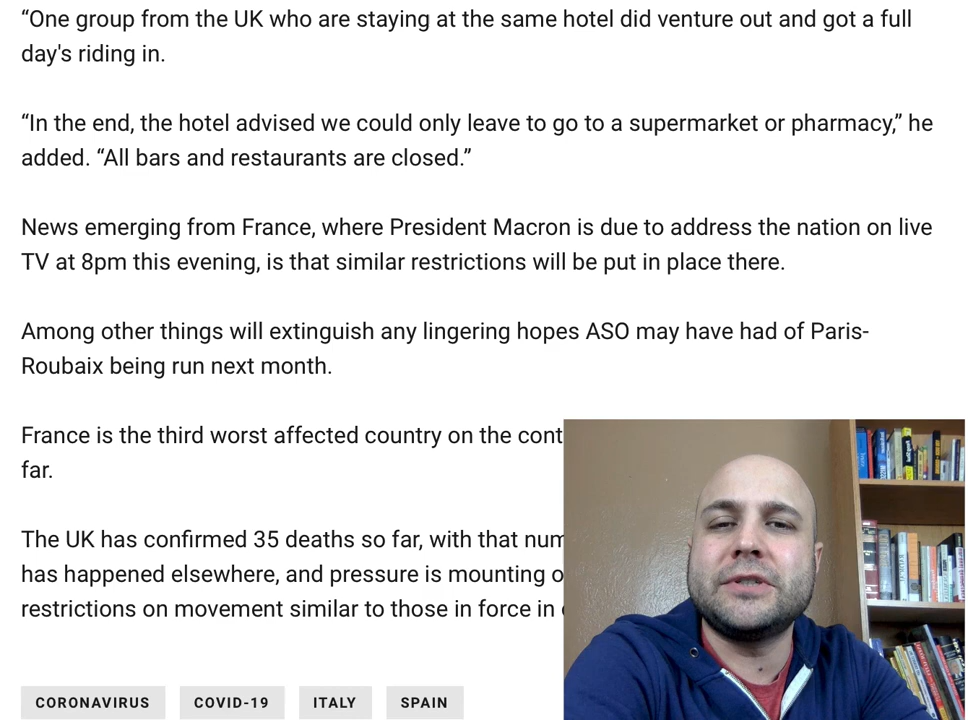 “One group from the UK who are staying at the same hotel did venture out and got a full
day's riding in.
“In the end, the hotel advised we could only leave to go to a supermarket or pharmacy,” he
added. “All bars and restaurants are closed.”
News emerging from France, where President Macron is due to address the nation on live
TV at 8pm this evening, is that similar restrictions will be put in place there.
Among other things will extinguish any lingering hopes ASO may have had of Paris-
Roubaix being run next month.
France is the third worst affected country on the cont
far.
The UK has confirmed 35 deaths so far, with that num
has happened elsewhere, and pressure is mounting o
restrictions on movement similar to those in force in
CORONAVIRUS COVID-19 ITALY SPAIN